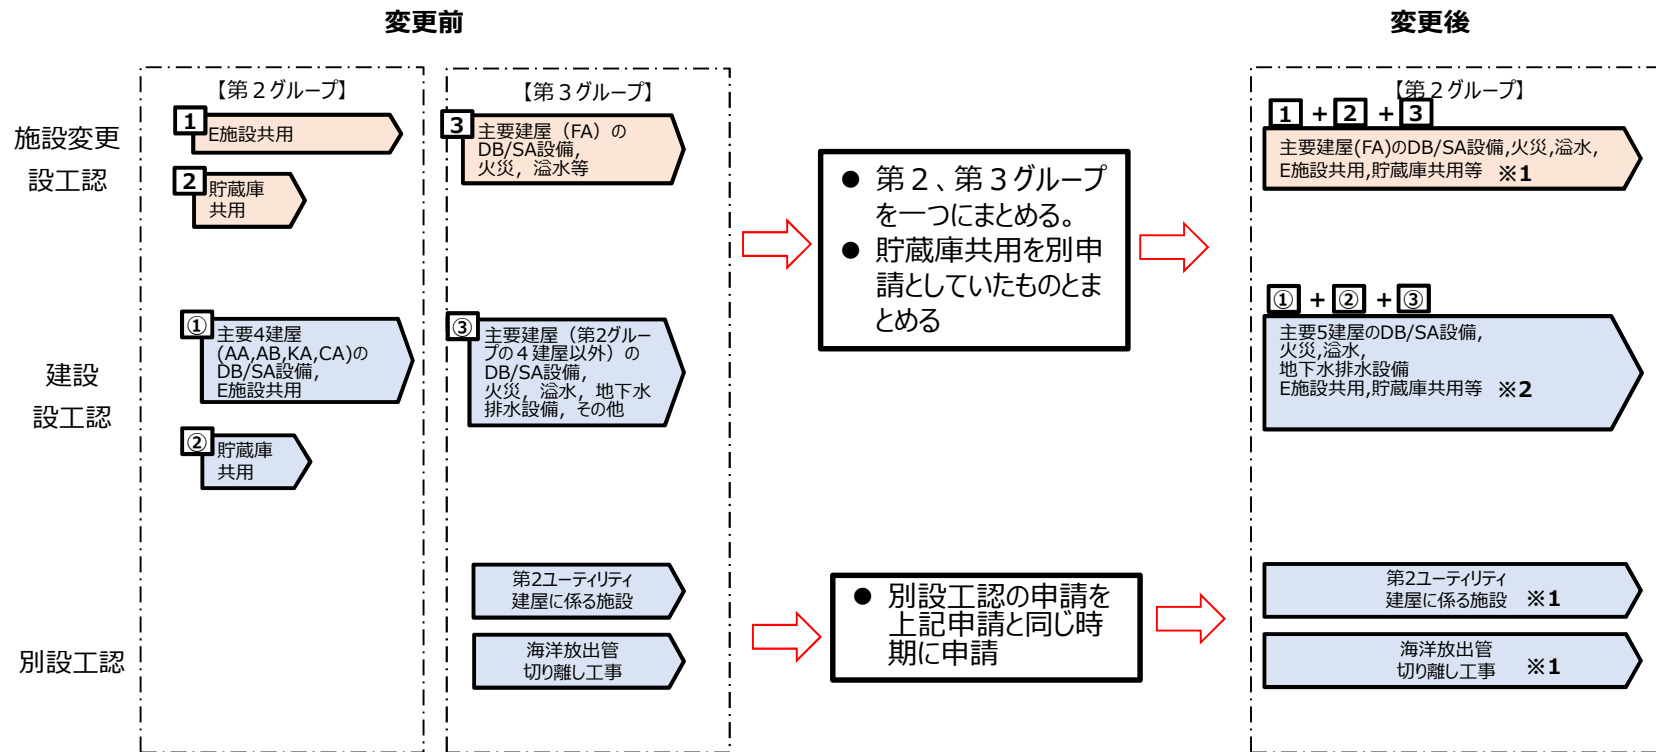 変更前
変更後
【第２グループ】
【第３グループ】
【第２グループ】
施設変更
設工認
1
E施設共用
2
貯蔵庫
共用
3
主要建屋（FA）の
DB/SA設備，
火災，溢水等
● 第２、第３グループ
を一つにまとめる。
● 貯蔵庫共用を別申
請としていたものとま
とめる
1 + 2 + 3
主要建屋(FA)のDB/SA設備,火災,溢水,
E施設共用,貯蔵庫共用等 ※1
建設
設工認
①
主要4建屋
(AA,AB,KA,CA)の
DB/SA設備，
E施設共用
②
貯蔵庫
共用
③
主要建屋（第2グルー
プの４建屋以外）の
DB/SA設備，
火災，溢水，地下水
排水設備，その他
① + ② + ③
主要5建屋のDB/SA設備,
火災,溢水,
地下水排水設備
E施設共用,貯蔵庫共用等 ※2
別設工認
第2ユーティリティ
建屋に係る施設
海洋放出管
切り離し工事
● 別設工認の申請を
上記申請と同じ時
期に申請
第2ユーティリティ
建屋に係る施設 ※1
海洋放出管
切り離し工事 ※1